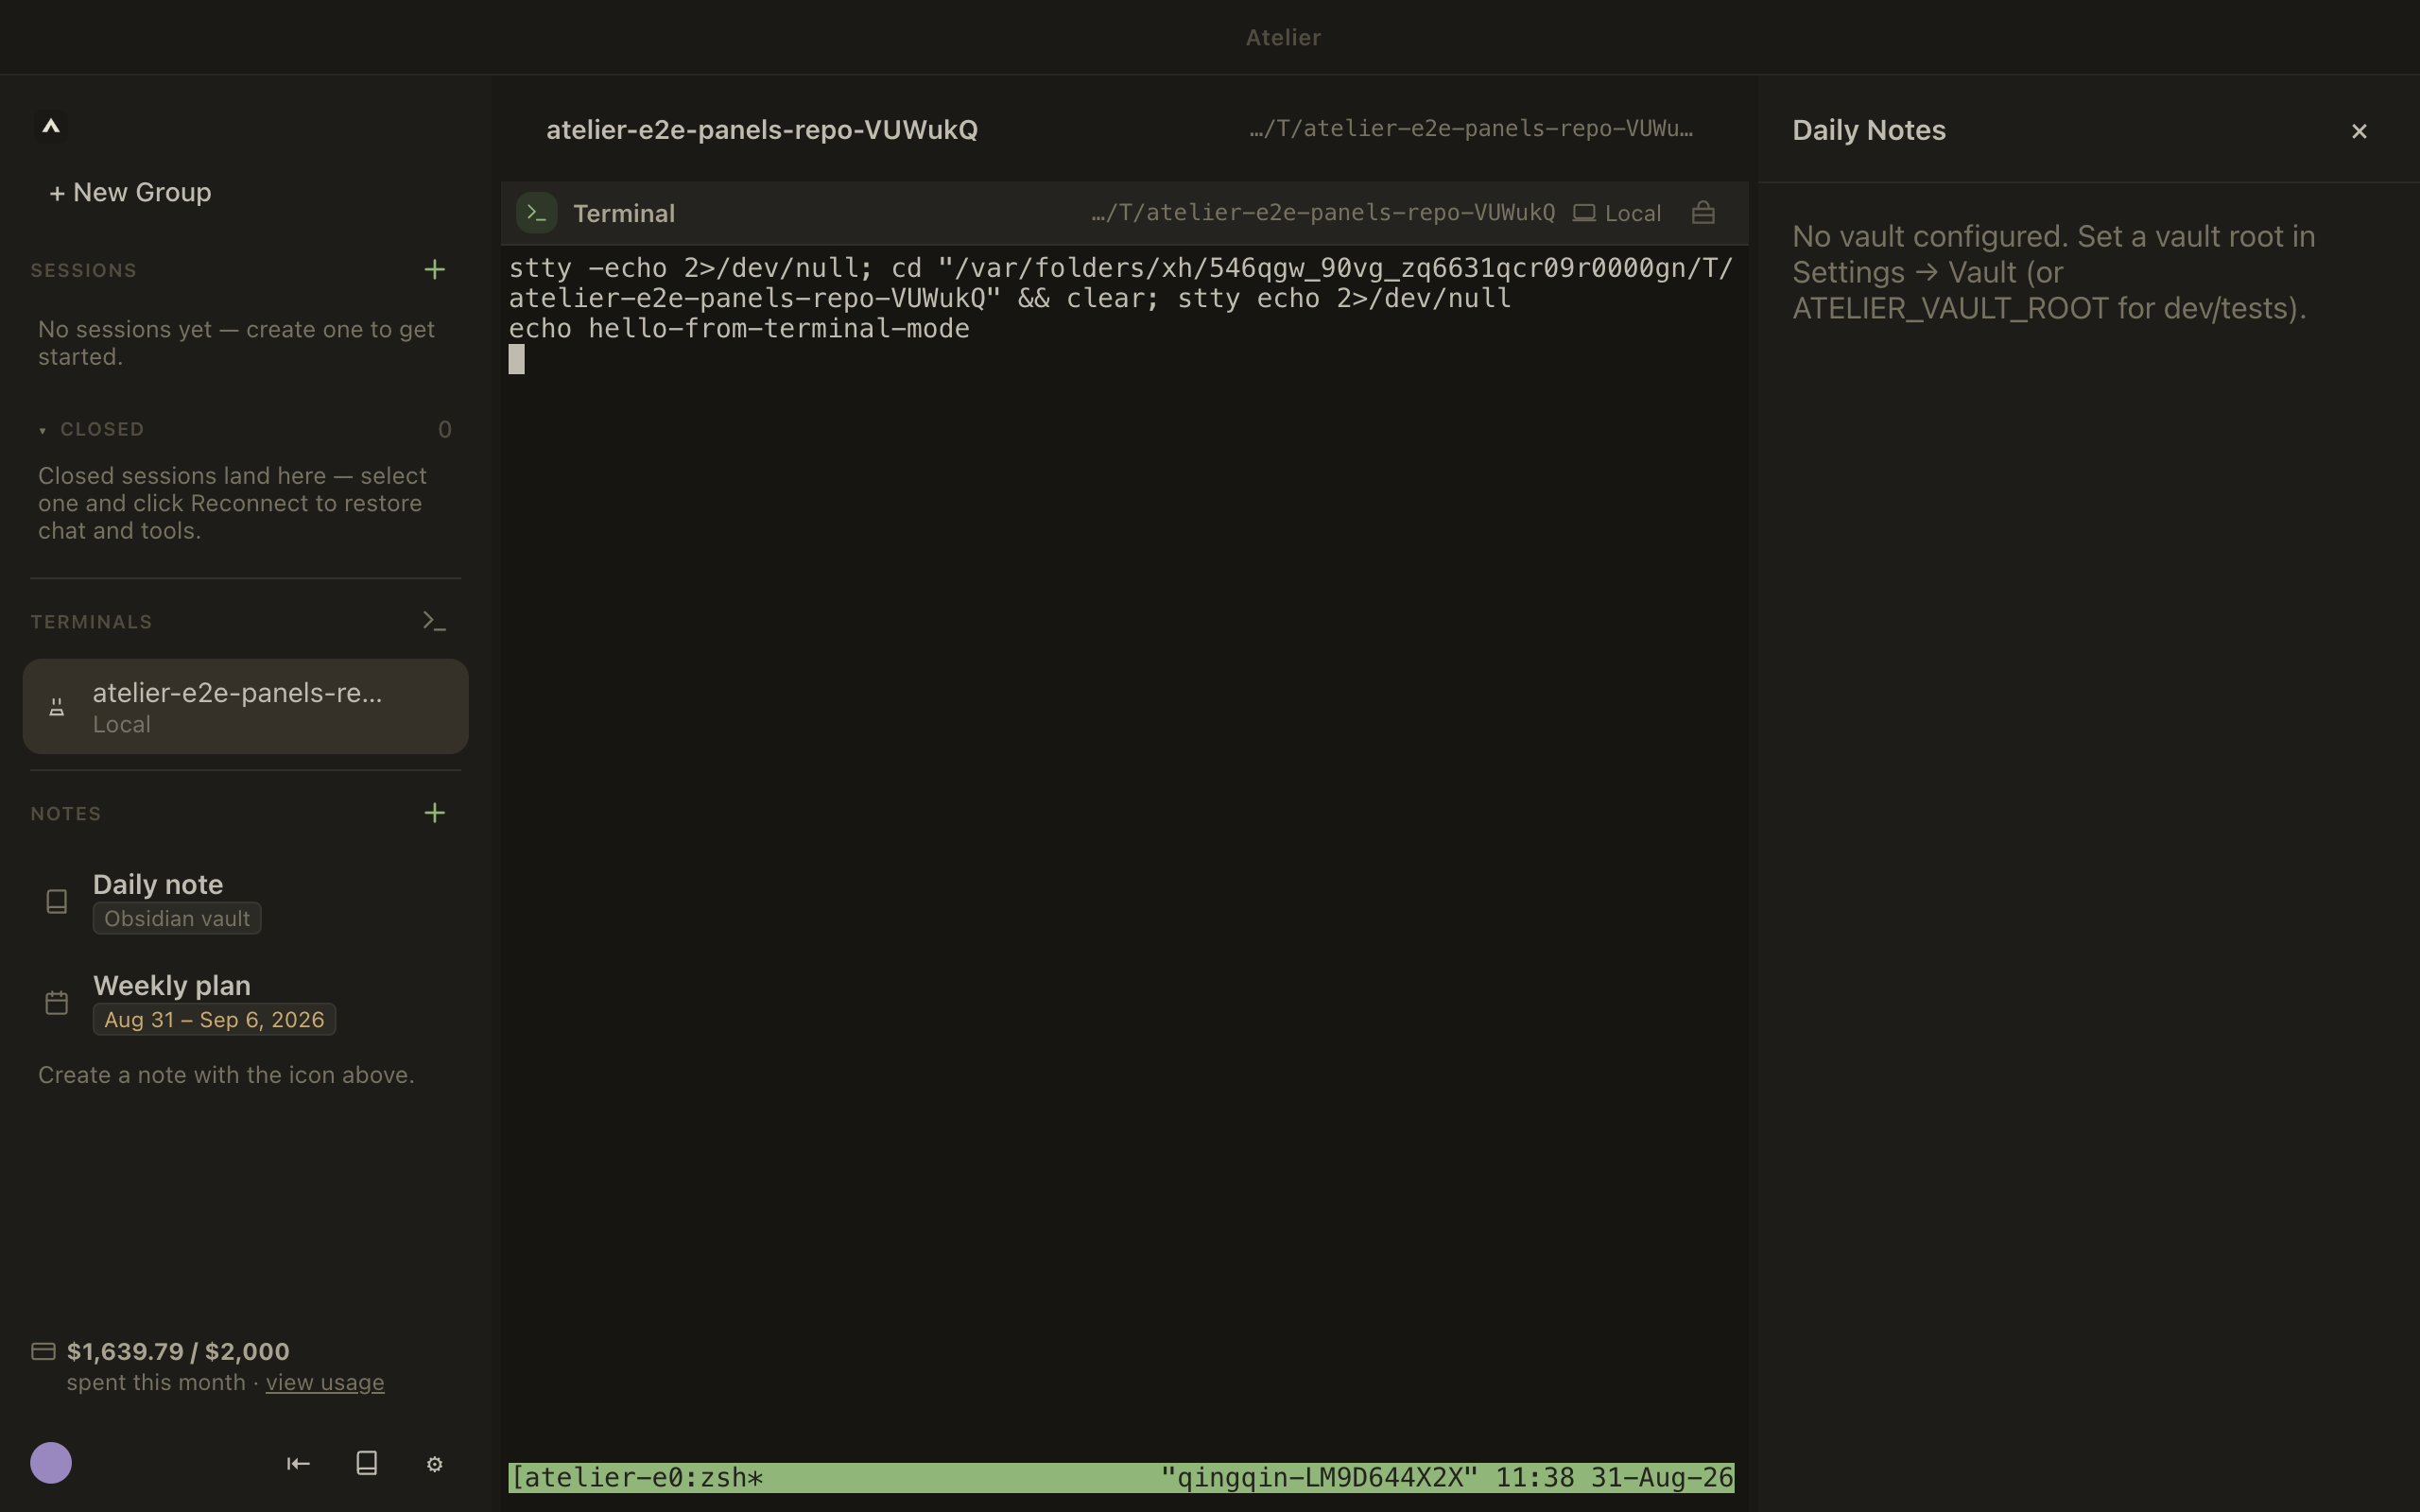 Atelier
+ New Group
SESSIONS
No sessions yet — create one to get
started.
CLOSED 0
Closed sessions land here — select
one and click Reconnect to restore
chat and tools.
TERMINALS
atelier-e2e-panels-re...
Local
NOTES
Daily note
Obsidian vault
Weekly plan
Aug 31 – Sep 6, 2026
Create a note with the icon above.
$1,639.79 / $2,000
spent this month · view usage
atelier-e2e-panels-repo-VUWukQ …/T/atelier-e2e-panels-repo-VUWu…
Terminal …/T/atelier-e2e-panels-repo-VUWukQ Local
stty -echo 2>/dev/null; cd "/var/folders/xh/546qgw_90vg_zq6631qcr09r0000gn/T/
atelier-e2e-panels-repo-VUWukQ" && clear; stty echo 2>/dev/null
echo hello-from-terminal-mode
[atelier-e0:zsh* "qingqin-LM9D644X2X" 11:38 31-Aug-26
Daily Notes
No vault configured. Set a vault root in
Settings → Vault (or
ATELIER_VAULT_ROOT for dev/tests).